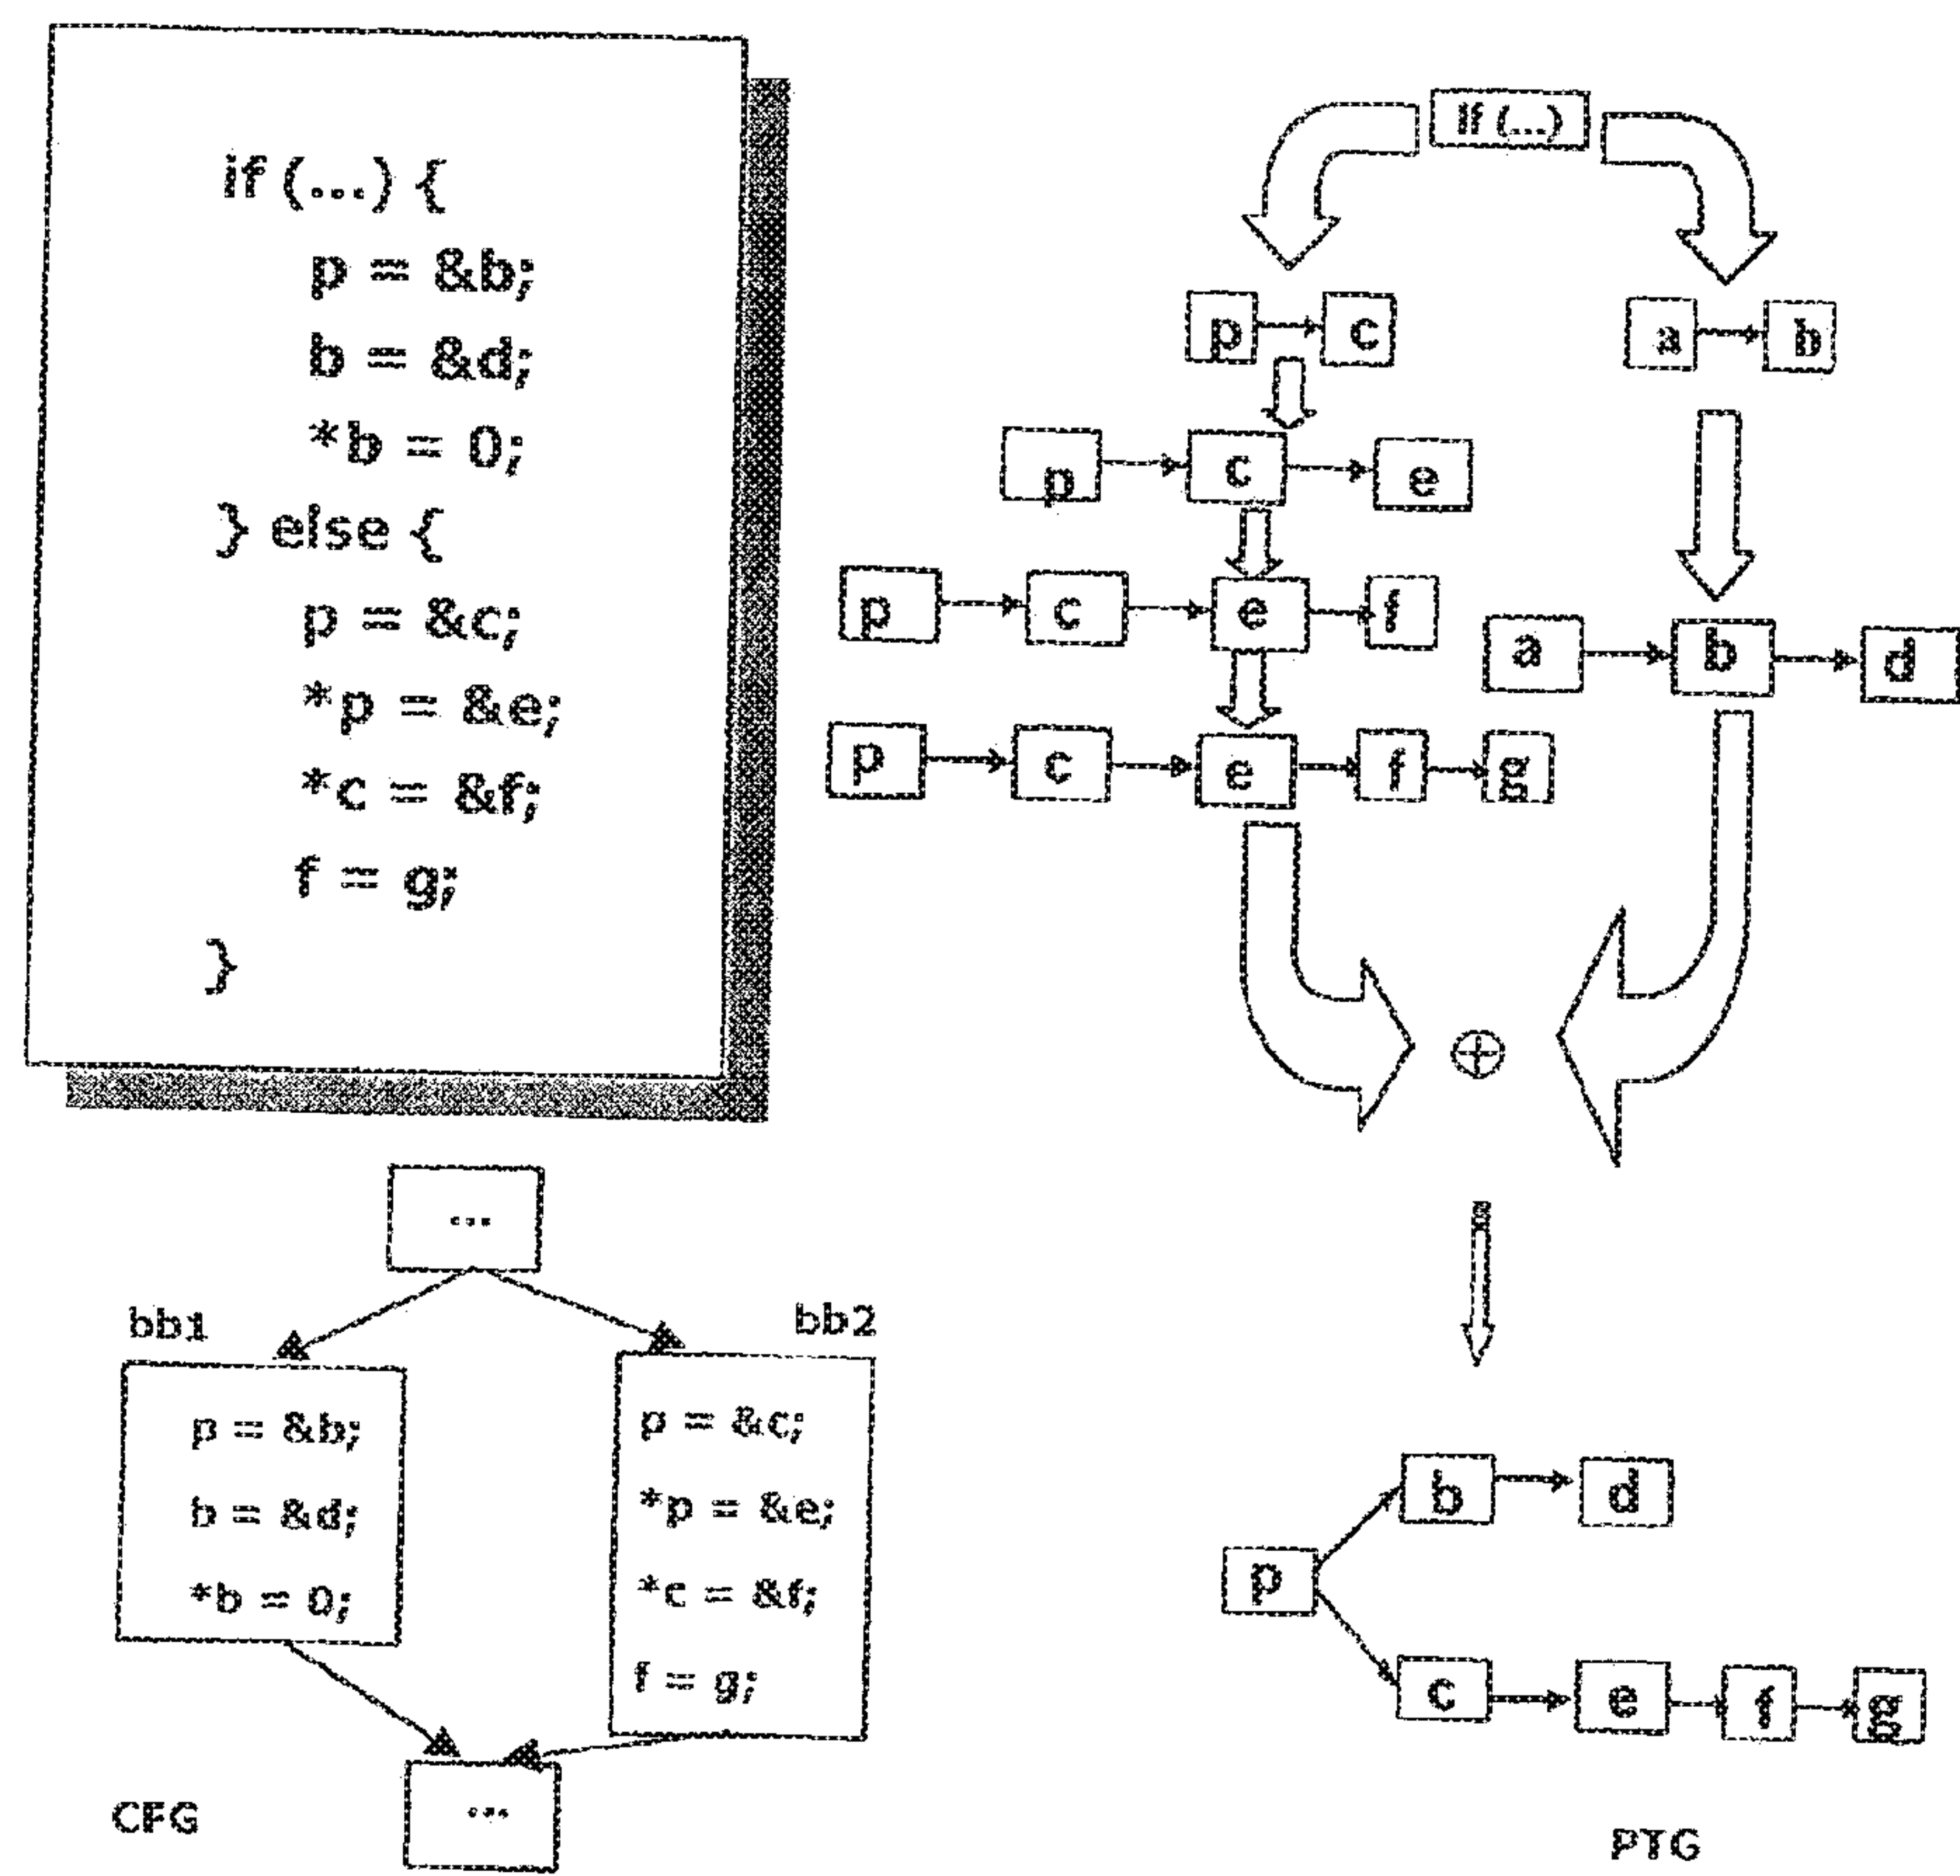 if (...) {
p = &b;
b = &d;
*b = 0;
} else {
p = &c;
*p = &e;
*c = &f;
f = g;
}
if (...)
p c
a b
p c e
p c e f
a b d
p c e f g
⊕
...
bb1
bb2
p = &b;
b = &d;
*b = 0;
p = &c;
*p = &e;
*c = &f;
f = g;
...
CFG
b d
p
c e f g
PTG